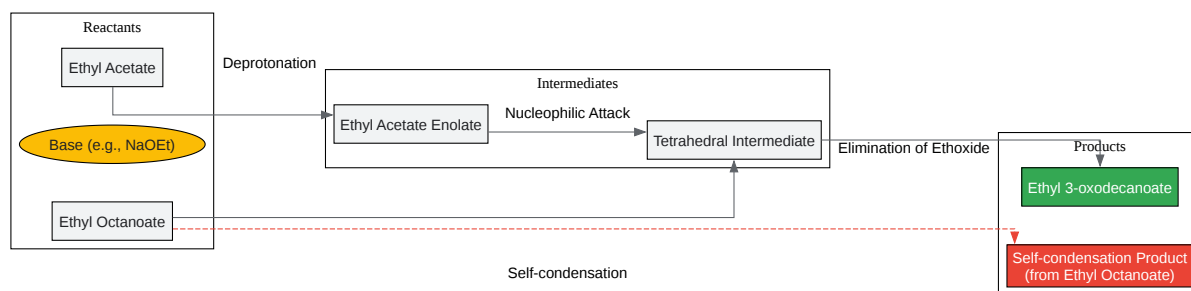 Reactants
Ethyl Acetate
Base (e.g., NaOEt)
Ethyl Octanoate
Deprotonation
Intermediates
Ethyl Acetate Enolate
Nucleophilic Attack
Tetrahedral Intermediate
Elimination of Ethoxide
Products
Ethyl 3-oxodecanoate
Self-condensation Product
(from Ethyl Octanoate)
Self-condensation